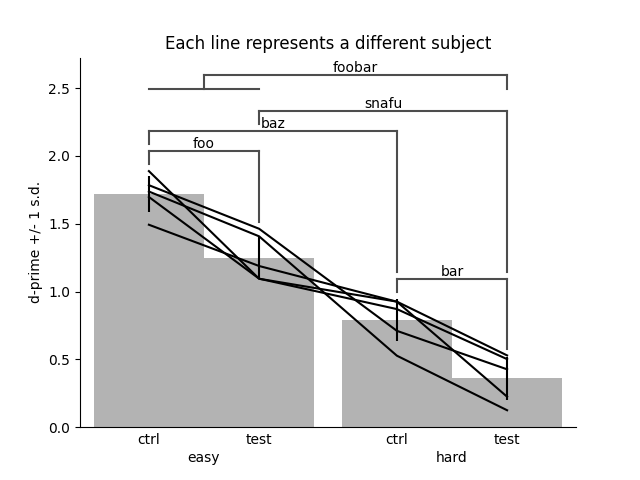 Each line represents a different subject
foobar
snafu
baz
foo
bar
d-prime +/- 1 s.d.
2.5
2.0
1.5
1.0
0.5
0.0
ctrl test ctrl test
easy hard